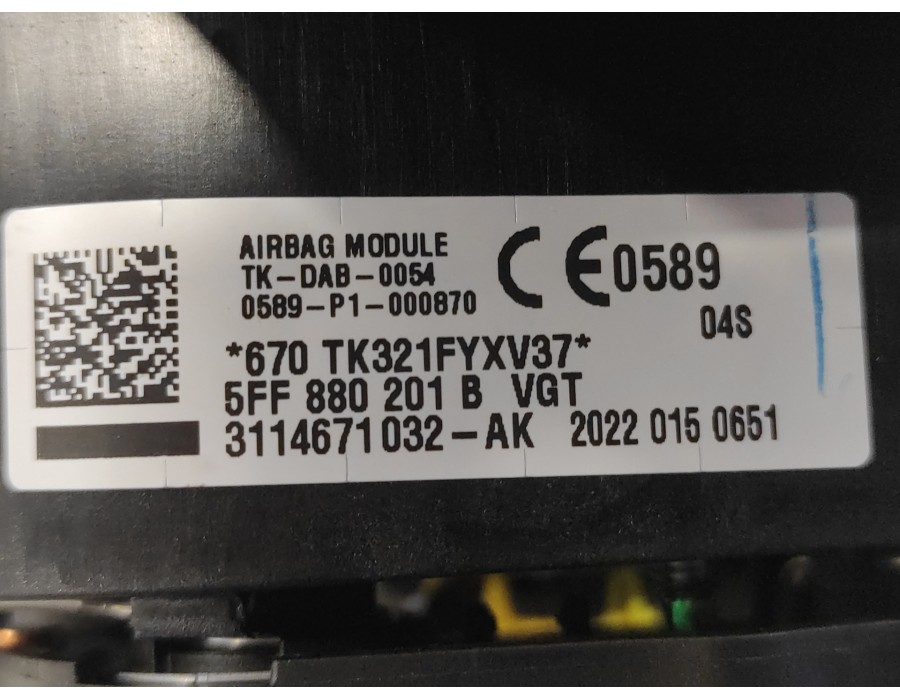 AIRBAG MODULE
TK-DAB-0054
0589-P1-000870
CE0589
04S
*670 TK321FYXV37*
5FF 880 201 B VGT
3114671032-AK 2022 015 0651